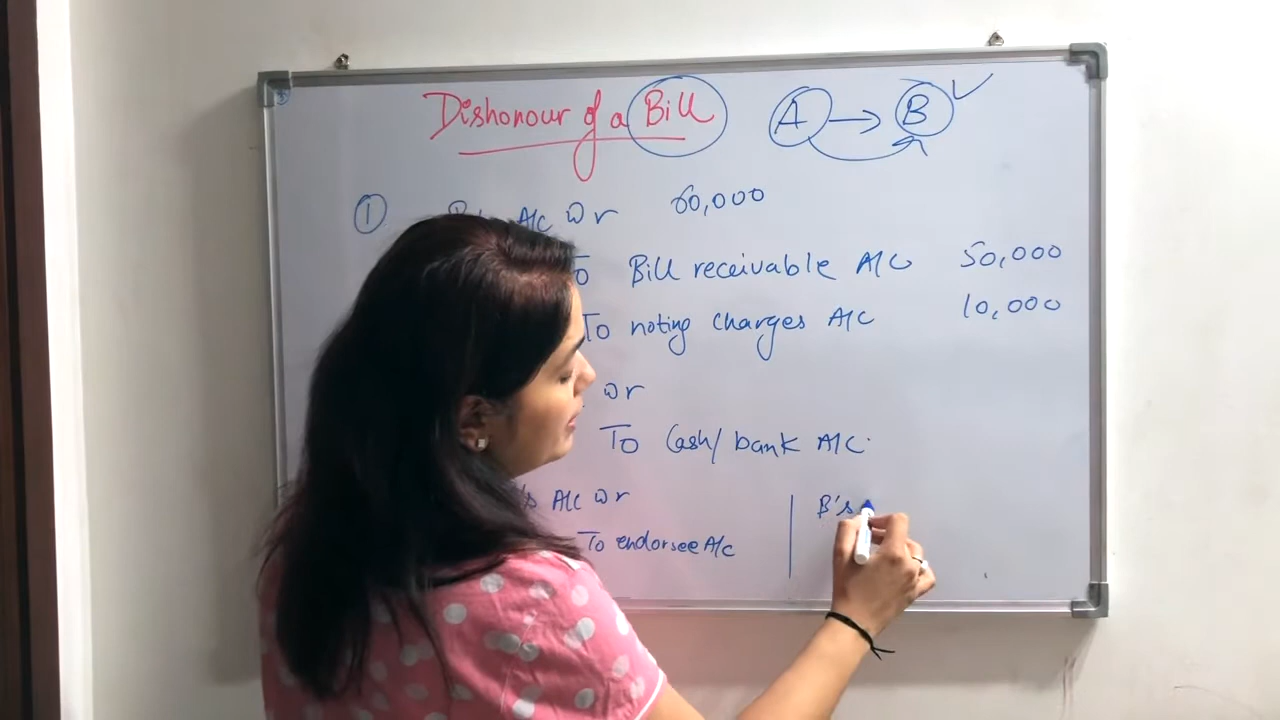 Dishonour of a Bill A → B
① A/c Dr 60,000
To Bill receivable A/C 50,000
To noting charges A/C 10,000
Dr
To Cash/bank A/C.
's A/c Dr
To endorsee A/c
B's